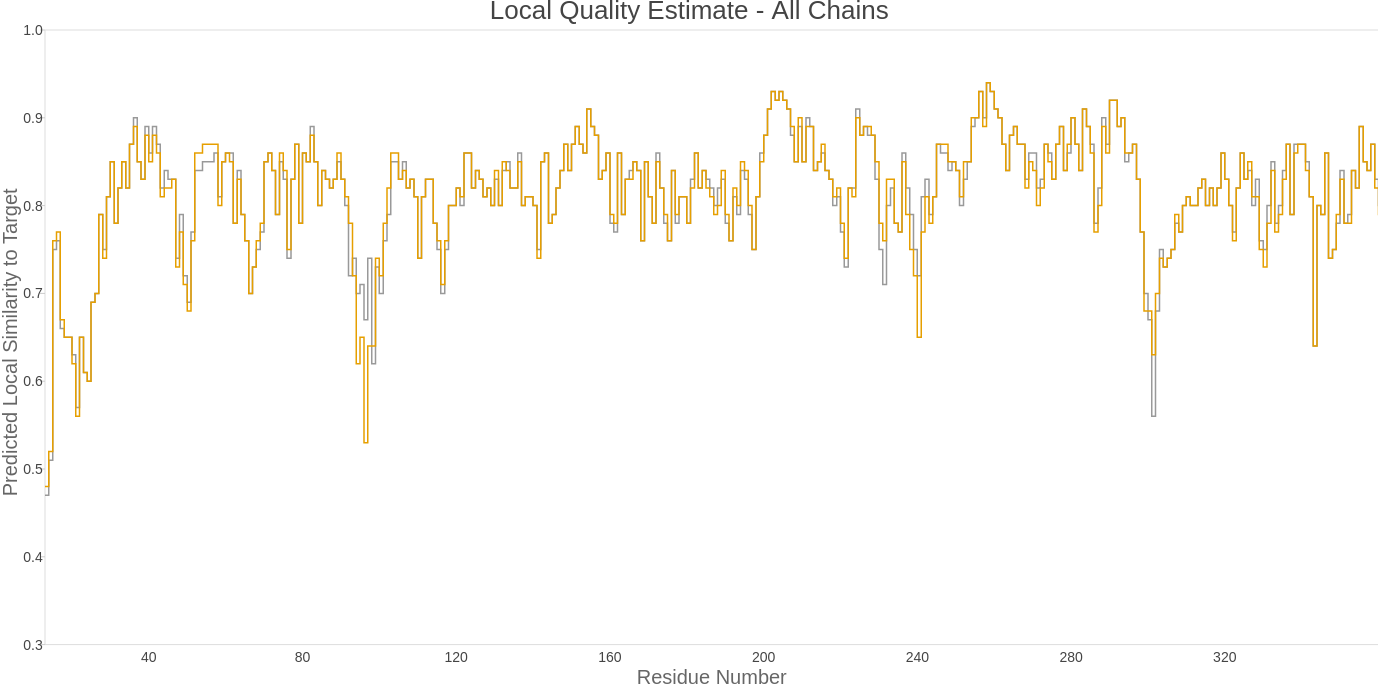 Local Quality Estimate - All Chains
Predicted Local Similarity to Target
1.0
0.9
0.8
0.7
0.6
0.5
0.4
0.3
40 80 120 160 200 240 280 320
Residue Number